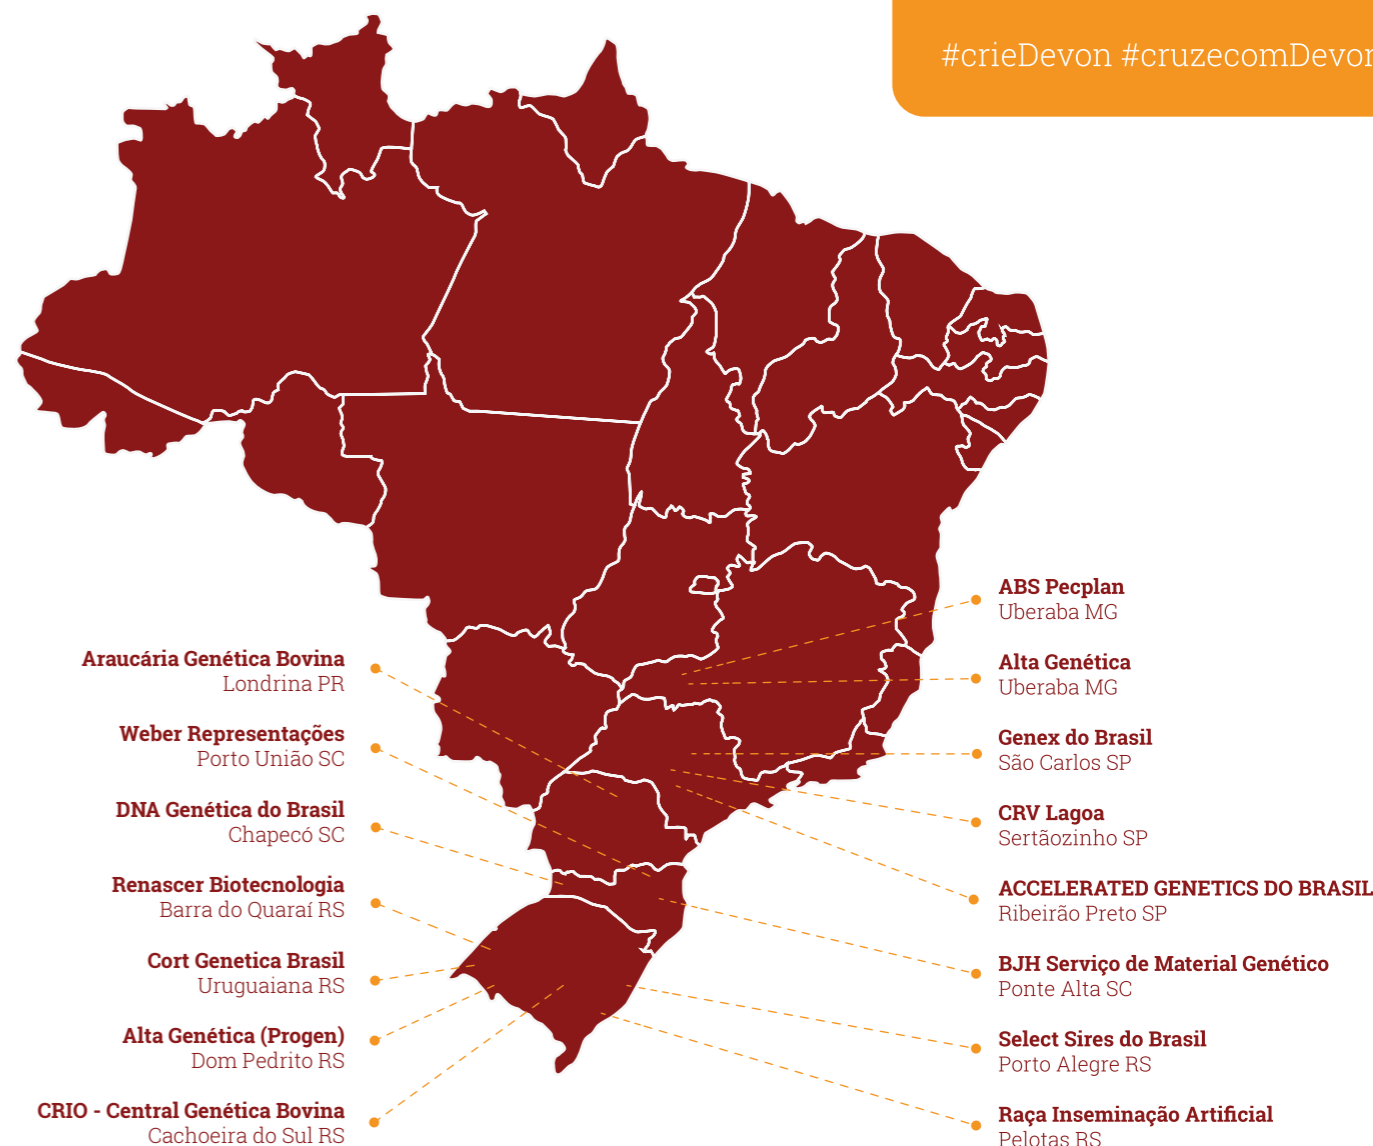 #crieDevon #cruzecomDevon
Araucária Genética Bovina
Londrina PR
Weber Representações
Porto União SC
DNA Genética do Brasil
Chapecó SC
Renascer Biotecnologia
Barra do Quaraí RS
Cort Genetica Brasil
Uruguaiana RS
Alta Genética (Progen)
Dom Pedrito RS
CRIO - Central Genética Bovina
Cachoeira do Sul RS
ABS Pecplan
Uberaba MG
Alta Genética
Uberaba MG
Genex do Brasil
São Carlos SP
CRV Lagoa
Sertãozinho SP
ACCELERATED GENETICS DO BRASIL
Ribeirão Preto SP
BJH Serviço de Material Genético
Ponte Alta SC
Select Sires do Brasil
Porto Alegre RS
Raça Inseminação Artificial
Pelotas RS